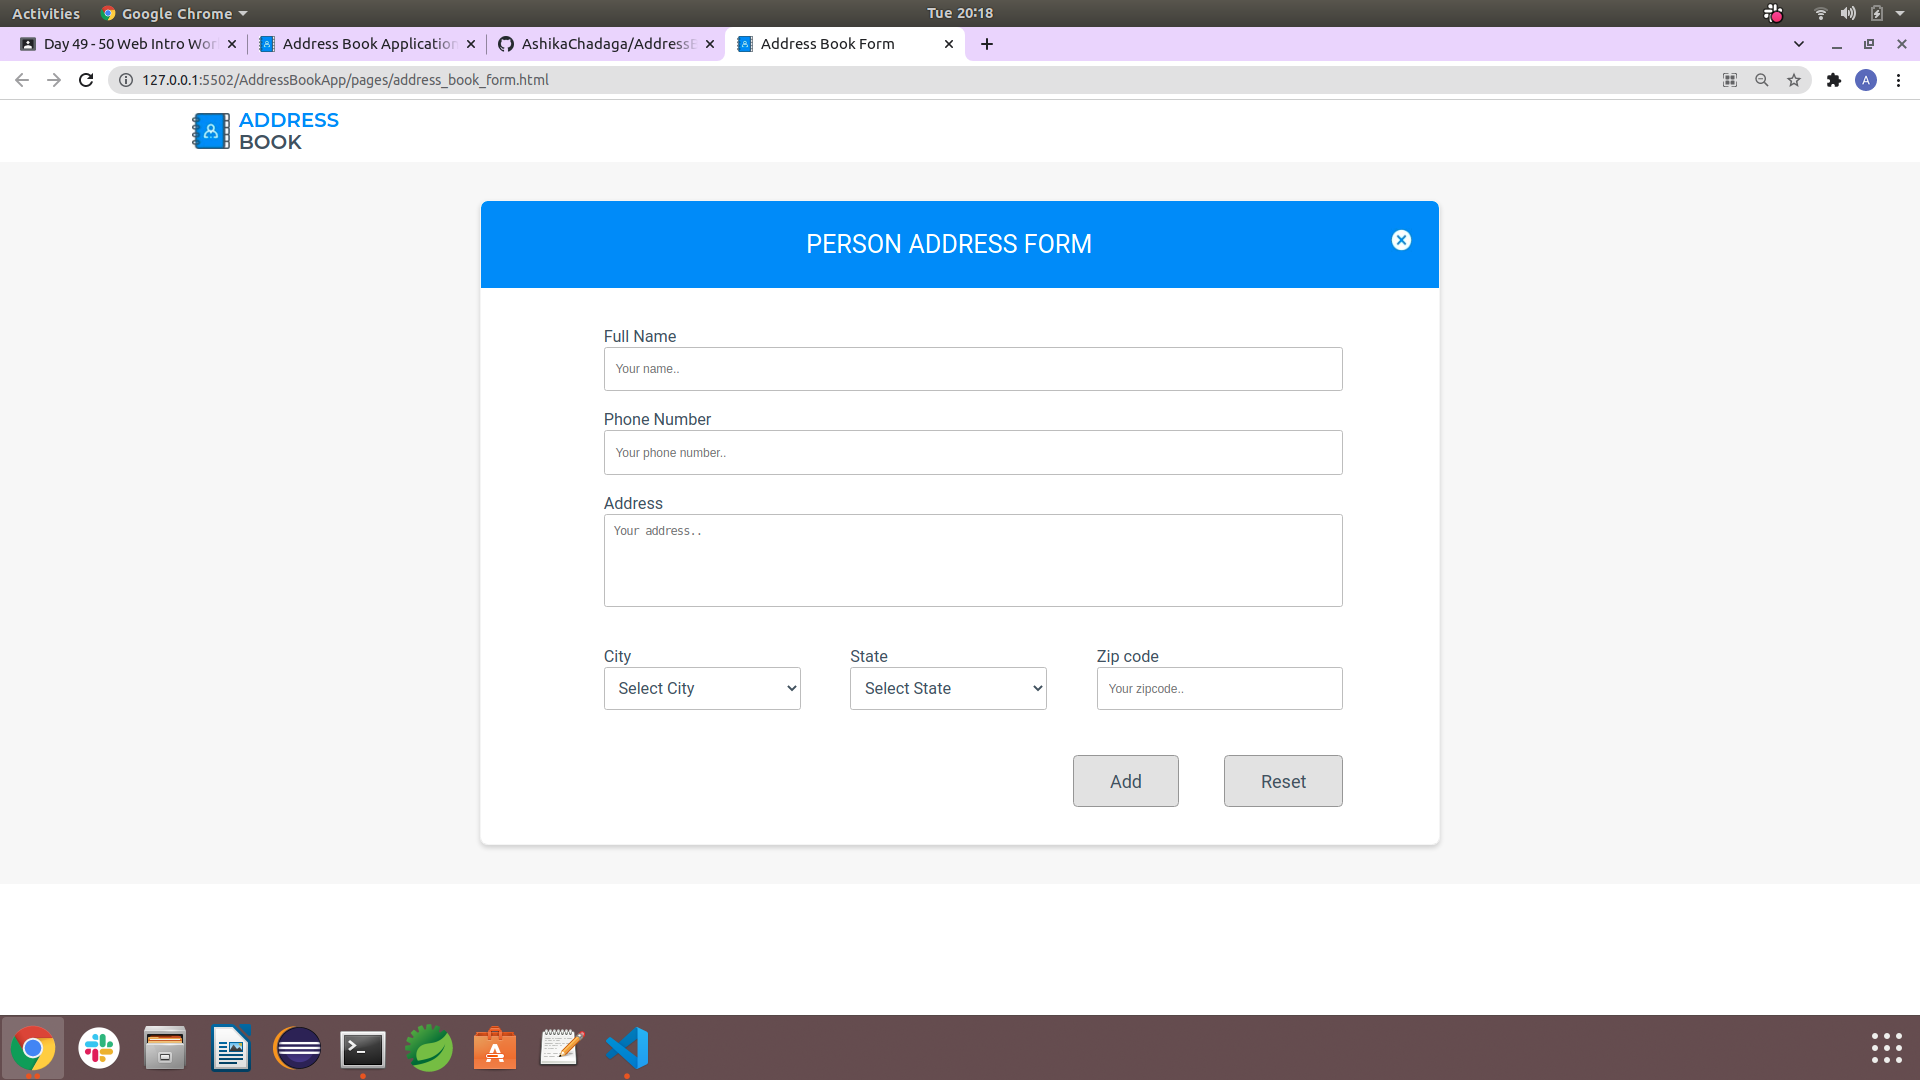 Activities Google Chrome Tue 20:18
Day 49 - 50 Web Intro Wor Address Book Application AshikaChadaga/AddressB Address Book Form
127.0.0.1:5502/AddressBookApp/pages/address_book_form.html A
ADDRESS
BOOK
PERSON ADDRESS FORM
Full Name
Your name..
Phone Number
Your phone number..
Address
Your address..
City State Zip code
Select City Select State Your zipcode..
Add Reset